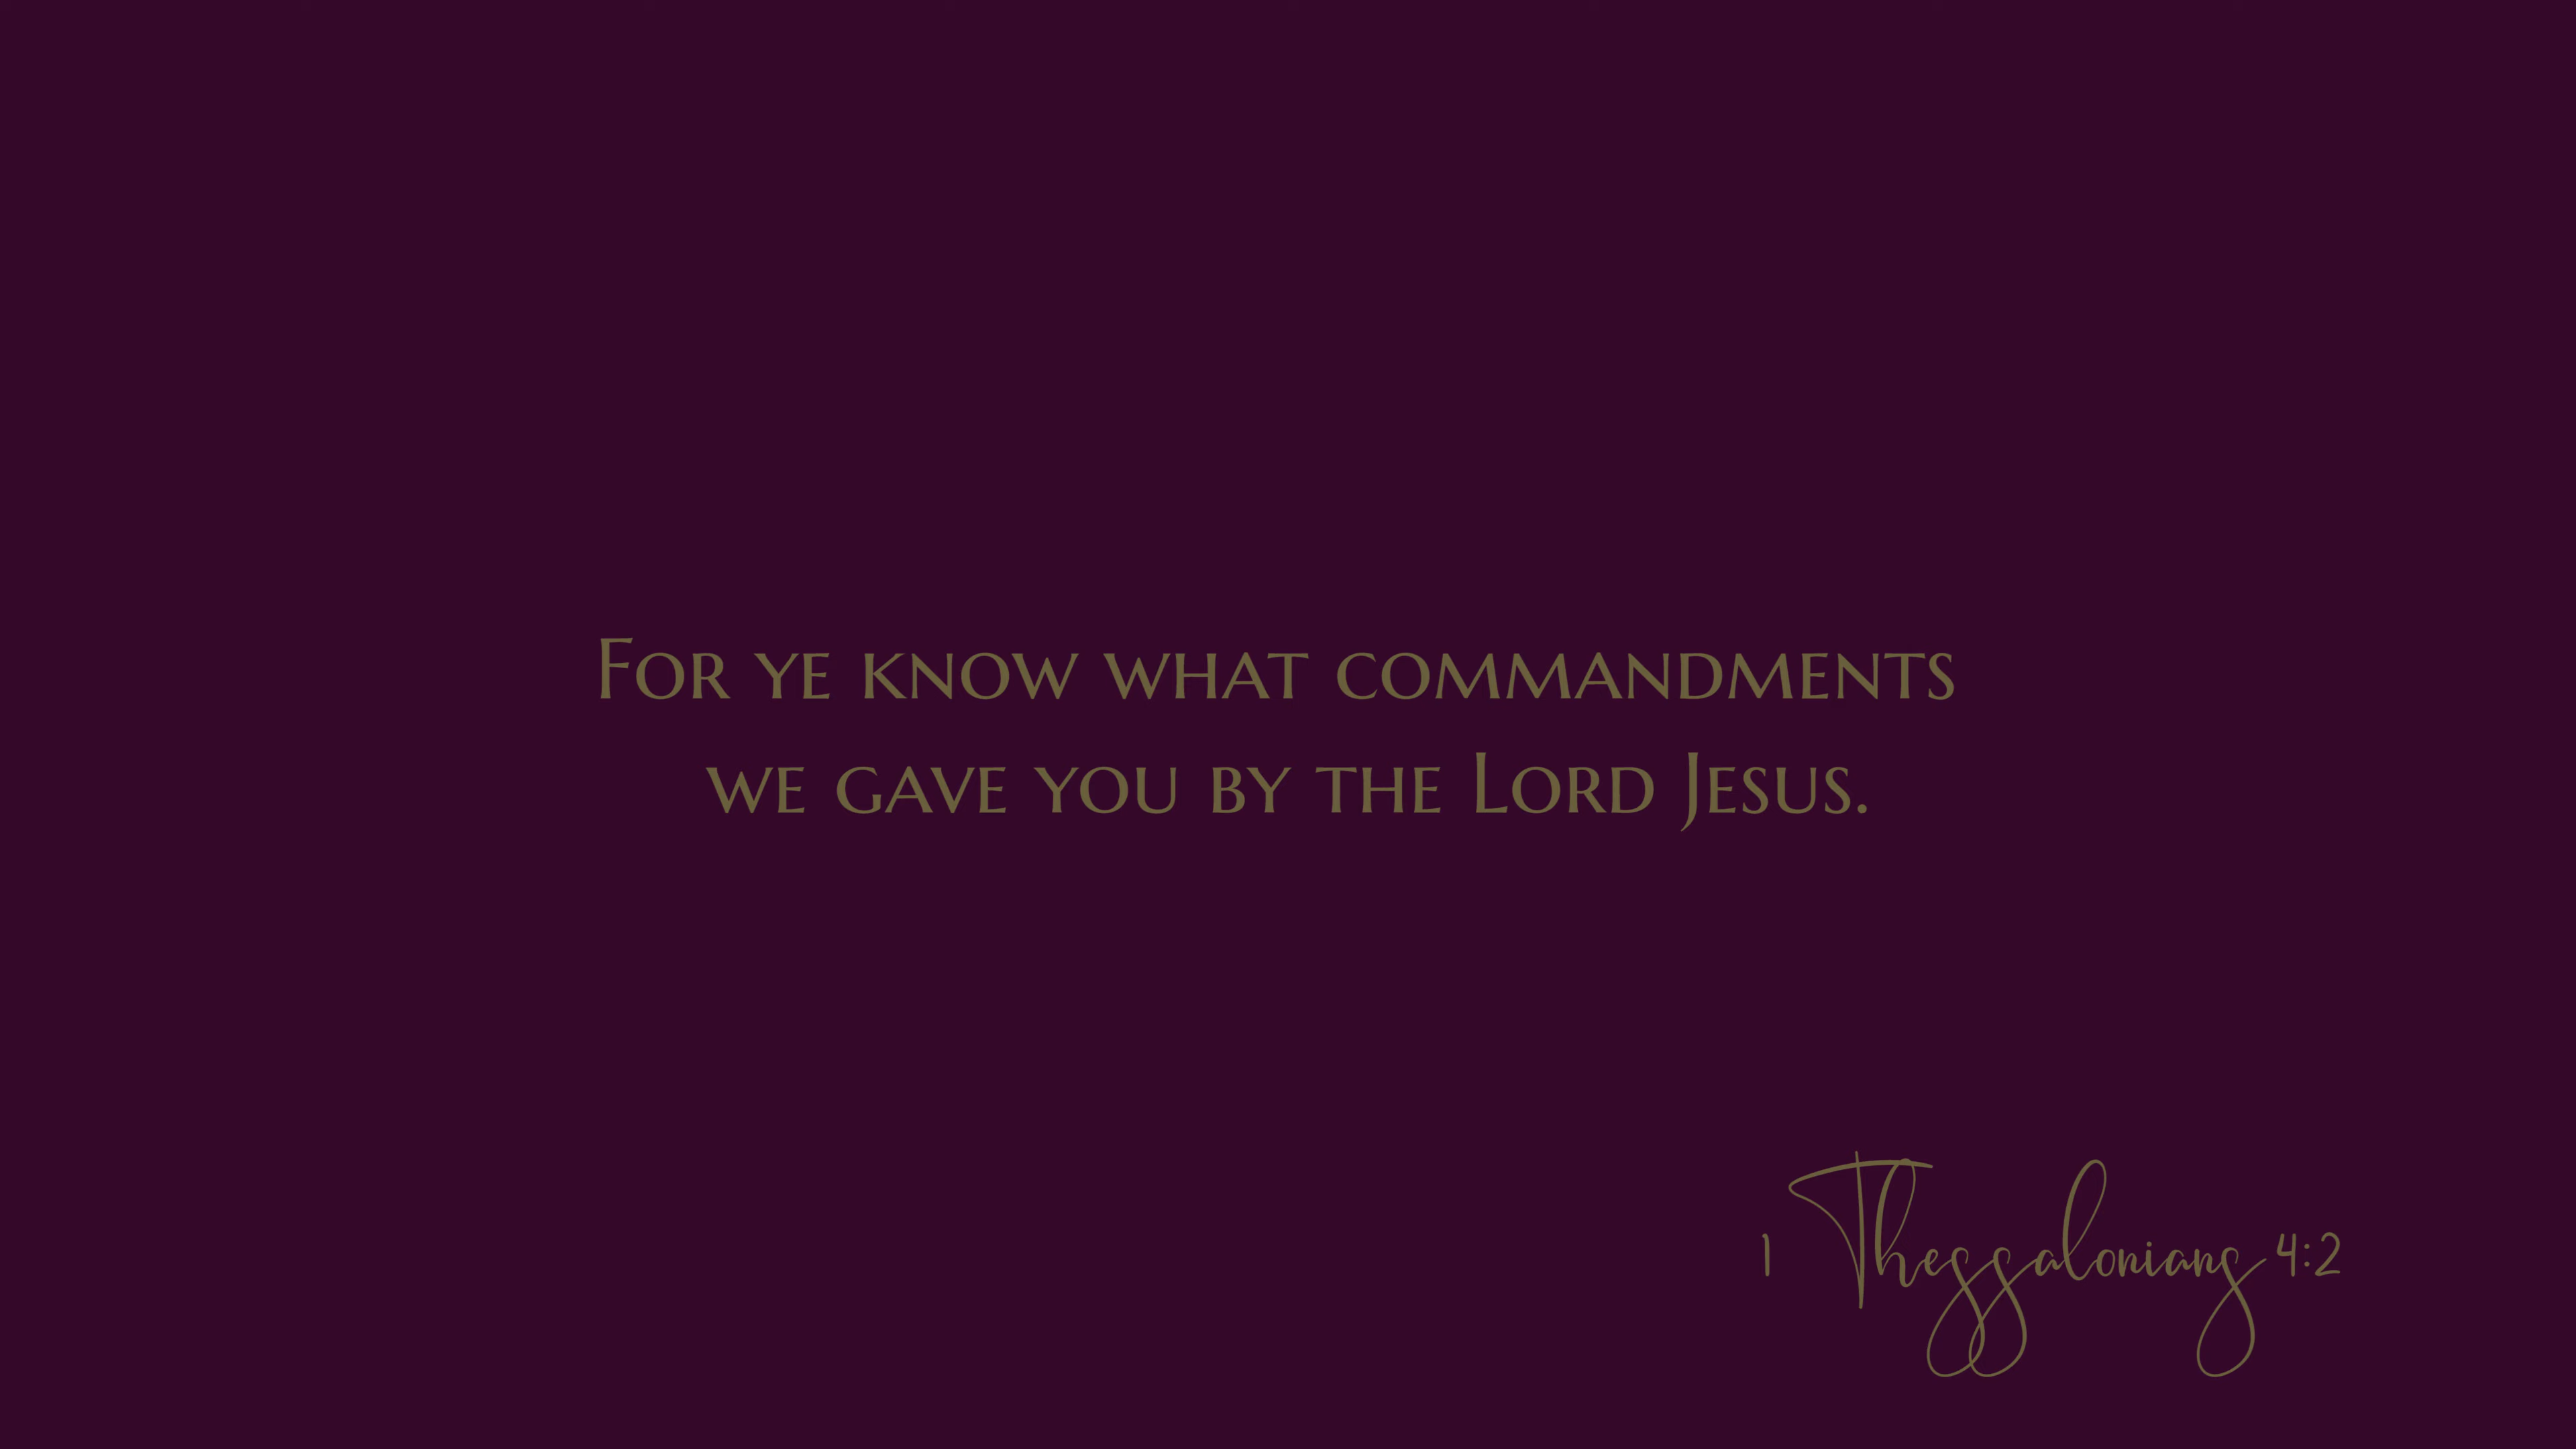 For ye know what commandments
we gave you by the Lord Jesus.
1 Thessalonians 4:2